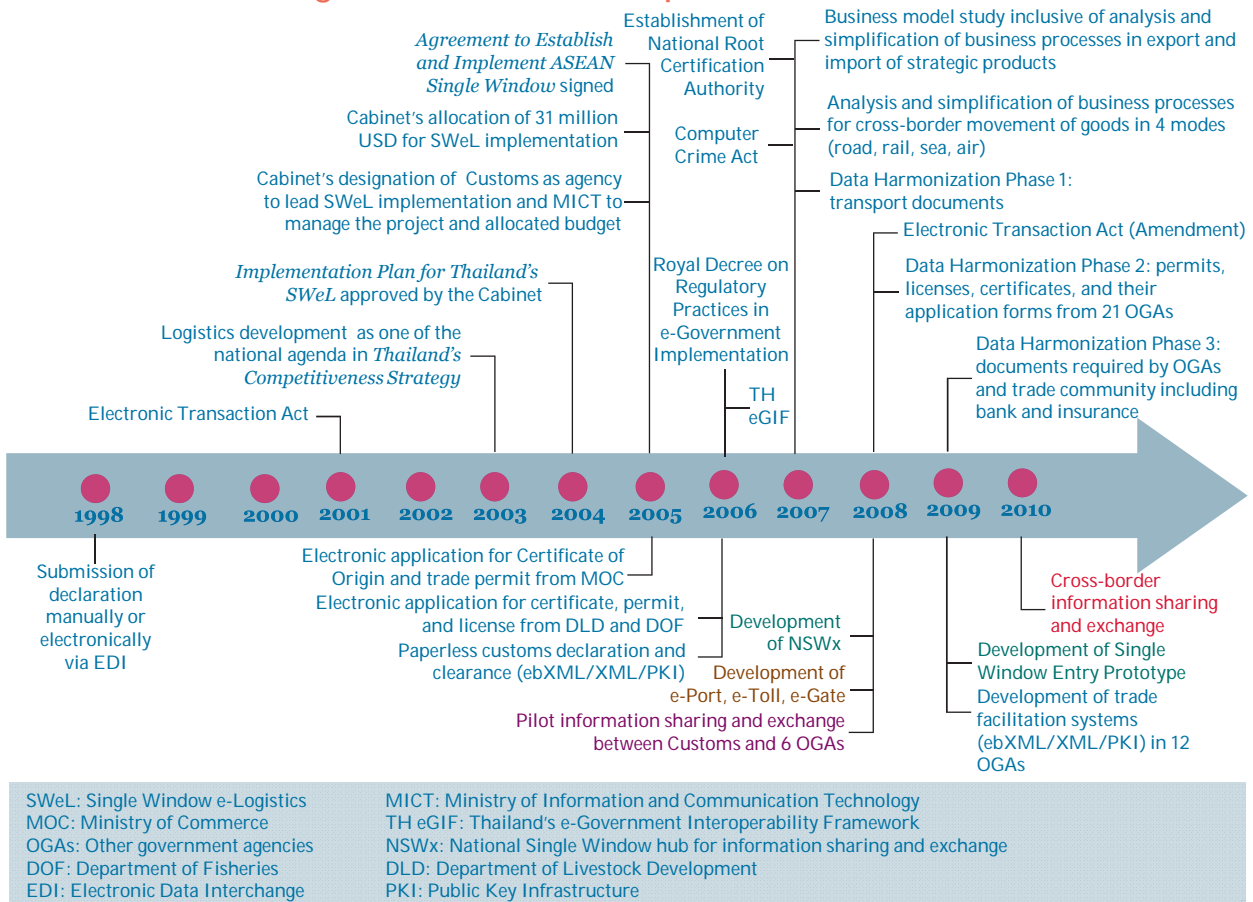 Agreement to Establish
and Implement ASEAN
Single Window signed
Cabinet's allocation of 31 million
USD for SWeL implementation
Cabinet's designation of Customs as agency
to lead SWeL implementation and MICT to
manage the project and allocated budget
Implementation Plan for Thailand's
SWeL approved by the Cabinet
Logistics development as one of the
national agenda in Thailand's
Competitiveness Strategy
Electronic Transaction Act
Establishment of
National Root
Certification
Authority
Computer
Crime Act
Royal Decree on
Regulatory
Practices in
e-Government
Implementation
TH
eGIF
Business model study inclusive of analysis and
simplification of business processes in export and
import of strategic products
Analysis and simplification of business processes
for cross-border movement of goods in 4 modes
(road, rail, sea, air)
Data Harmonization Phase 1:
transport documents
Electronic Transaction Act (Amendment)
Data Harmonization Phase 2: permits,
licenses, certificates, and their
application forms from 21 OGAs
Data Harmonization Phase 3:
documents required by OGAs
and trade community including
bank and insurance
1998
1999
2000
2001
2002
2003
2004
2005
2006
2007
2008
2009
2010
Submission of
declaration
manually or
electronically
via EDI
Electronic application for Certificate of
Origin and trade permit from MOC
Electronic application for certificate, permit,
and license from DLD and DOF
Paperless customs declaration and
clearance (ebXML/XML/PKI)
Development
of NSWx
Development of
e-Port, e-Toll, e-Gate
Pilot information sharing and exchange
between Customs and 6 OGAs
Cross-border
information sharing
and exchange
Development of Single
Window Entry Prototype
Development of trade
facilitation systems
(ebXML/XML/PKI) in 12
OGAs
SWeL: Single Window e-Logistics
MOC: Ministry of Commerce
OGAs: Other government agencies
DOF: Department of Fisheries
EDI: Electronic Data Interchange
MICT: Ministry of Information and Communication Technology
TH eGIF: Thailand's e-Government Interoperability Framework
NSWx: National Single Window hub for information sharing and exchange
DLD: Department of Livestock Development
PKI: Public Key Infrastructure